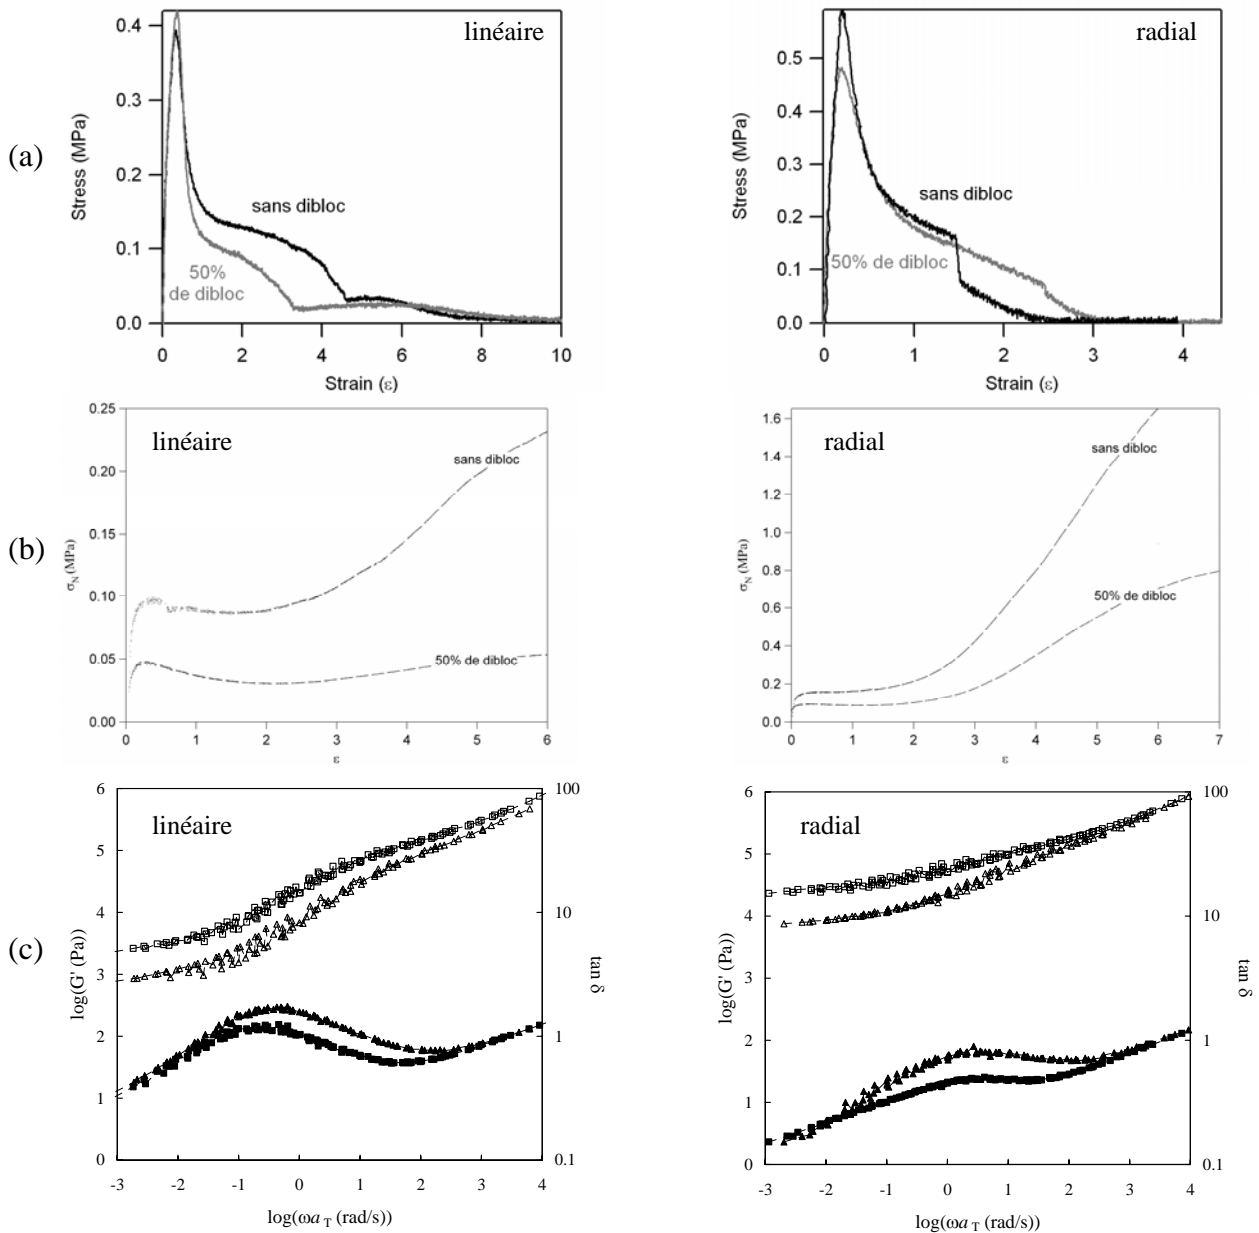 (a)
linéaire
Stress (MPa)
0.4
0.3
0.2
0.1
0.0
sans dibloc
50%
de dibloc
0 2 4 6 8 10
Strain (ε)
radial
Stress (MPa)
0.5
0.4
0.3
0.2
0.1
0.0
sans dibloc
50% de dibloc
0 1 2 3 4
Strain (ε)
(b)
linéaire
σN (MPa)
0.25
0.20
0.15
0.10
0.05
0.00
sans dibloc
50% de dibloc
0 1 2 3 4 5 6
ε
radial
σN (MPa)
1.6
1.4
1.2
1.0
0.8
0.6
0.4
0.2
0.0
sans dibloc
50% de dibloc
0 1 2 3 4 5 6 7
ε
(c)
linéaire
log(G' (Pa))
6
5
4
3
2
1
0
100
10
1
0.1
tan δ
-3 -2 -1 0 1 2 3 4
log(ωaT (rad/s))
radial
log(G' (Pa))
6
5
4
3
2
1
0
100
10
1
0.1
tan δ
-3 -2 -1 0 1 2 3 4
log(ωaT (rad/s))